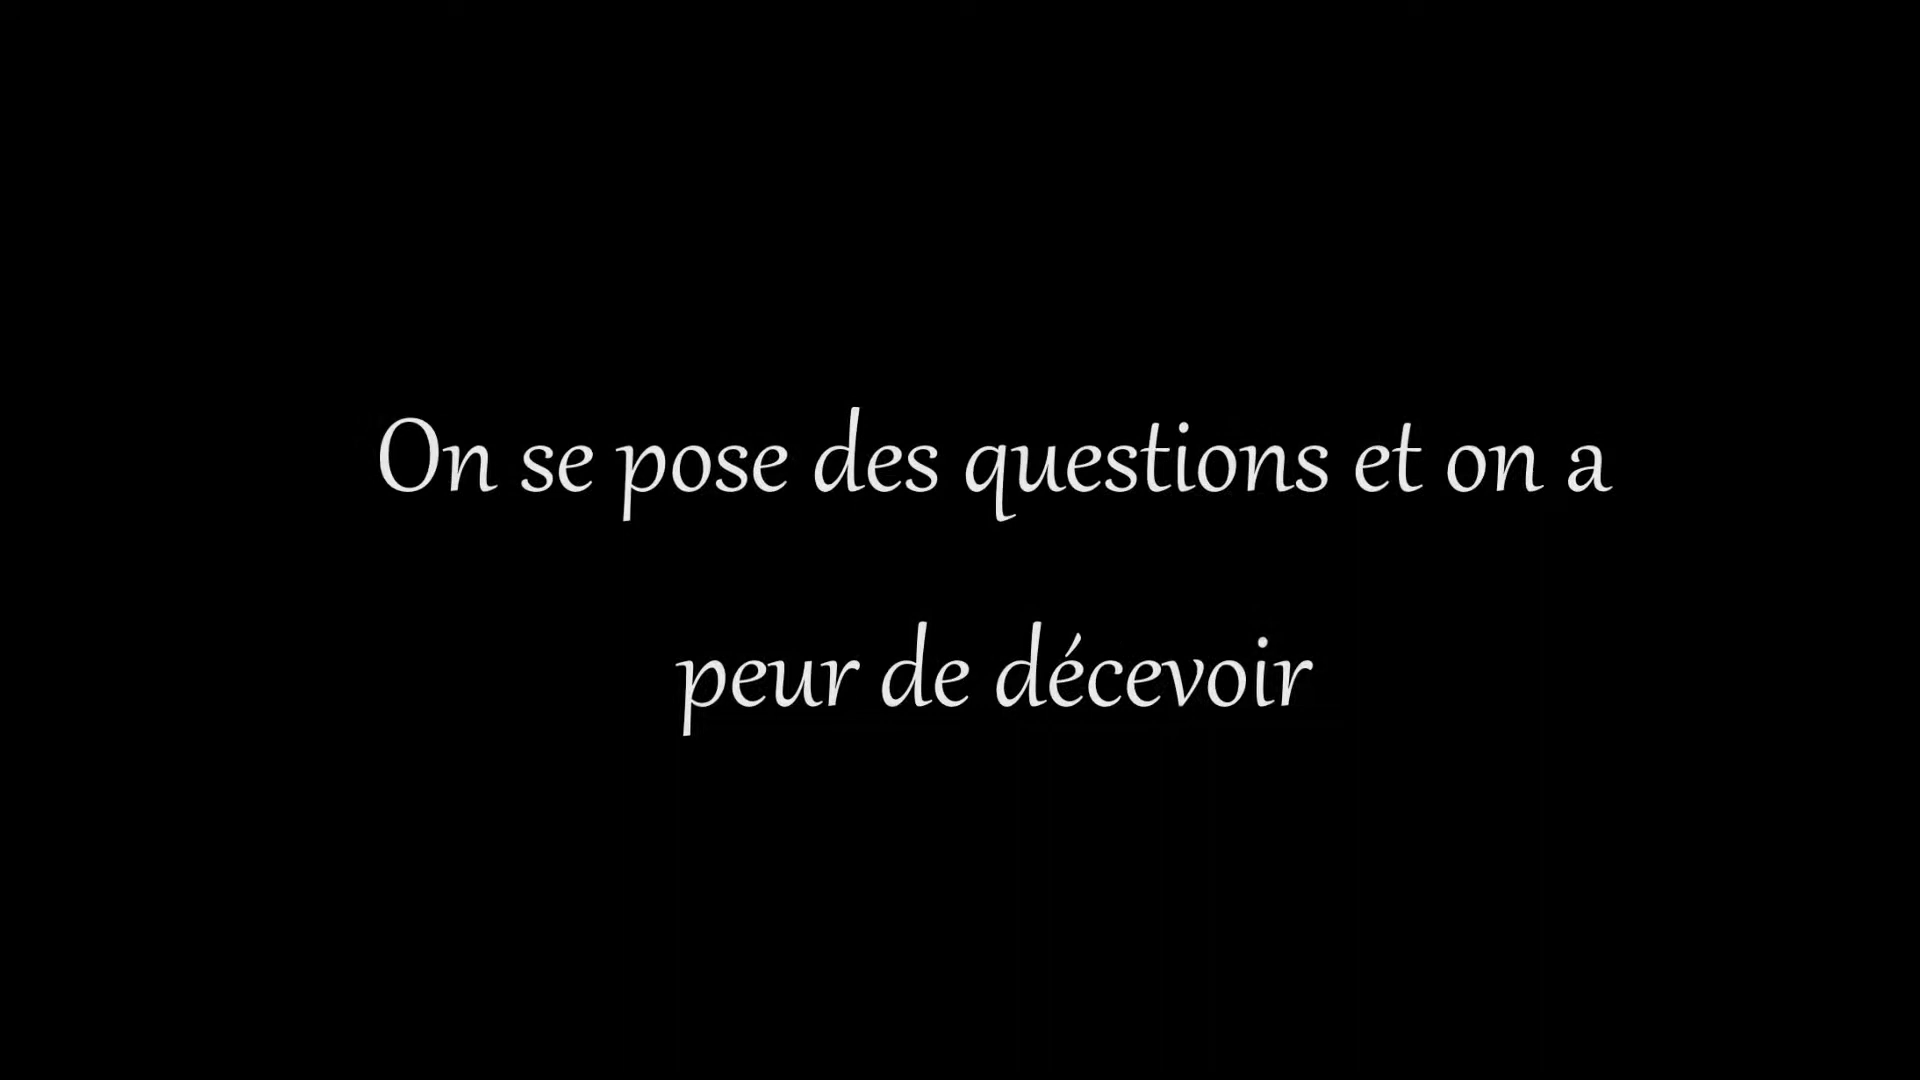 On se pose des questions et on a
peur de décevoir